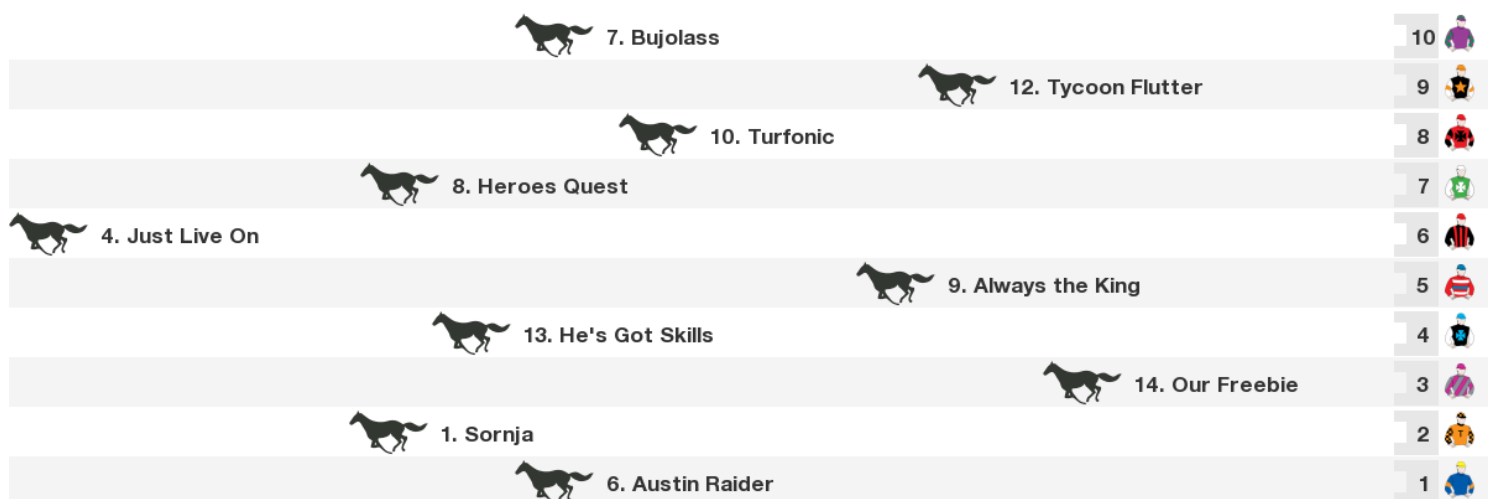 7. Bujolass 10
12. Tycoon Flutter 9
10. Turfonic 8
8. Heroes Quest 7
4. Just Live On 6
9. Always the King 5
13. He's Got Skills 4
14. Our Freebie 3
1. Sornja 2
T
6. Austin Raider 1